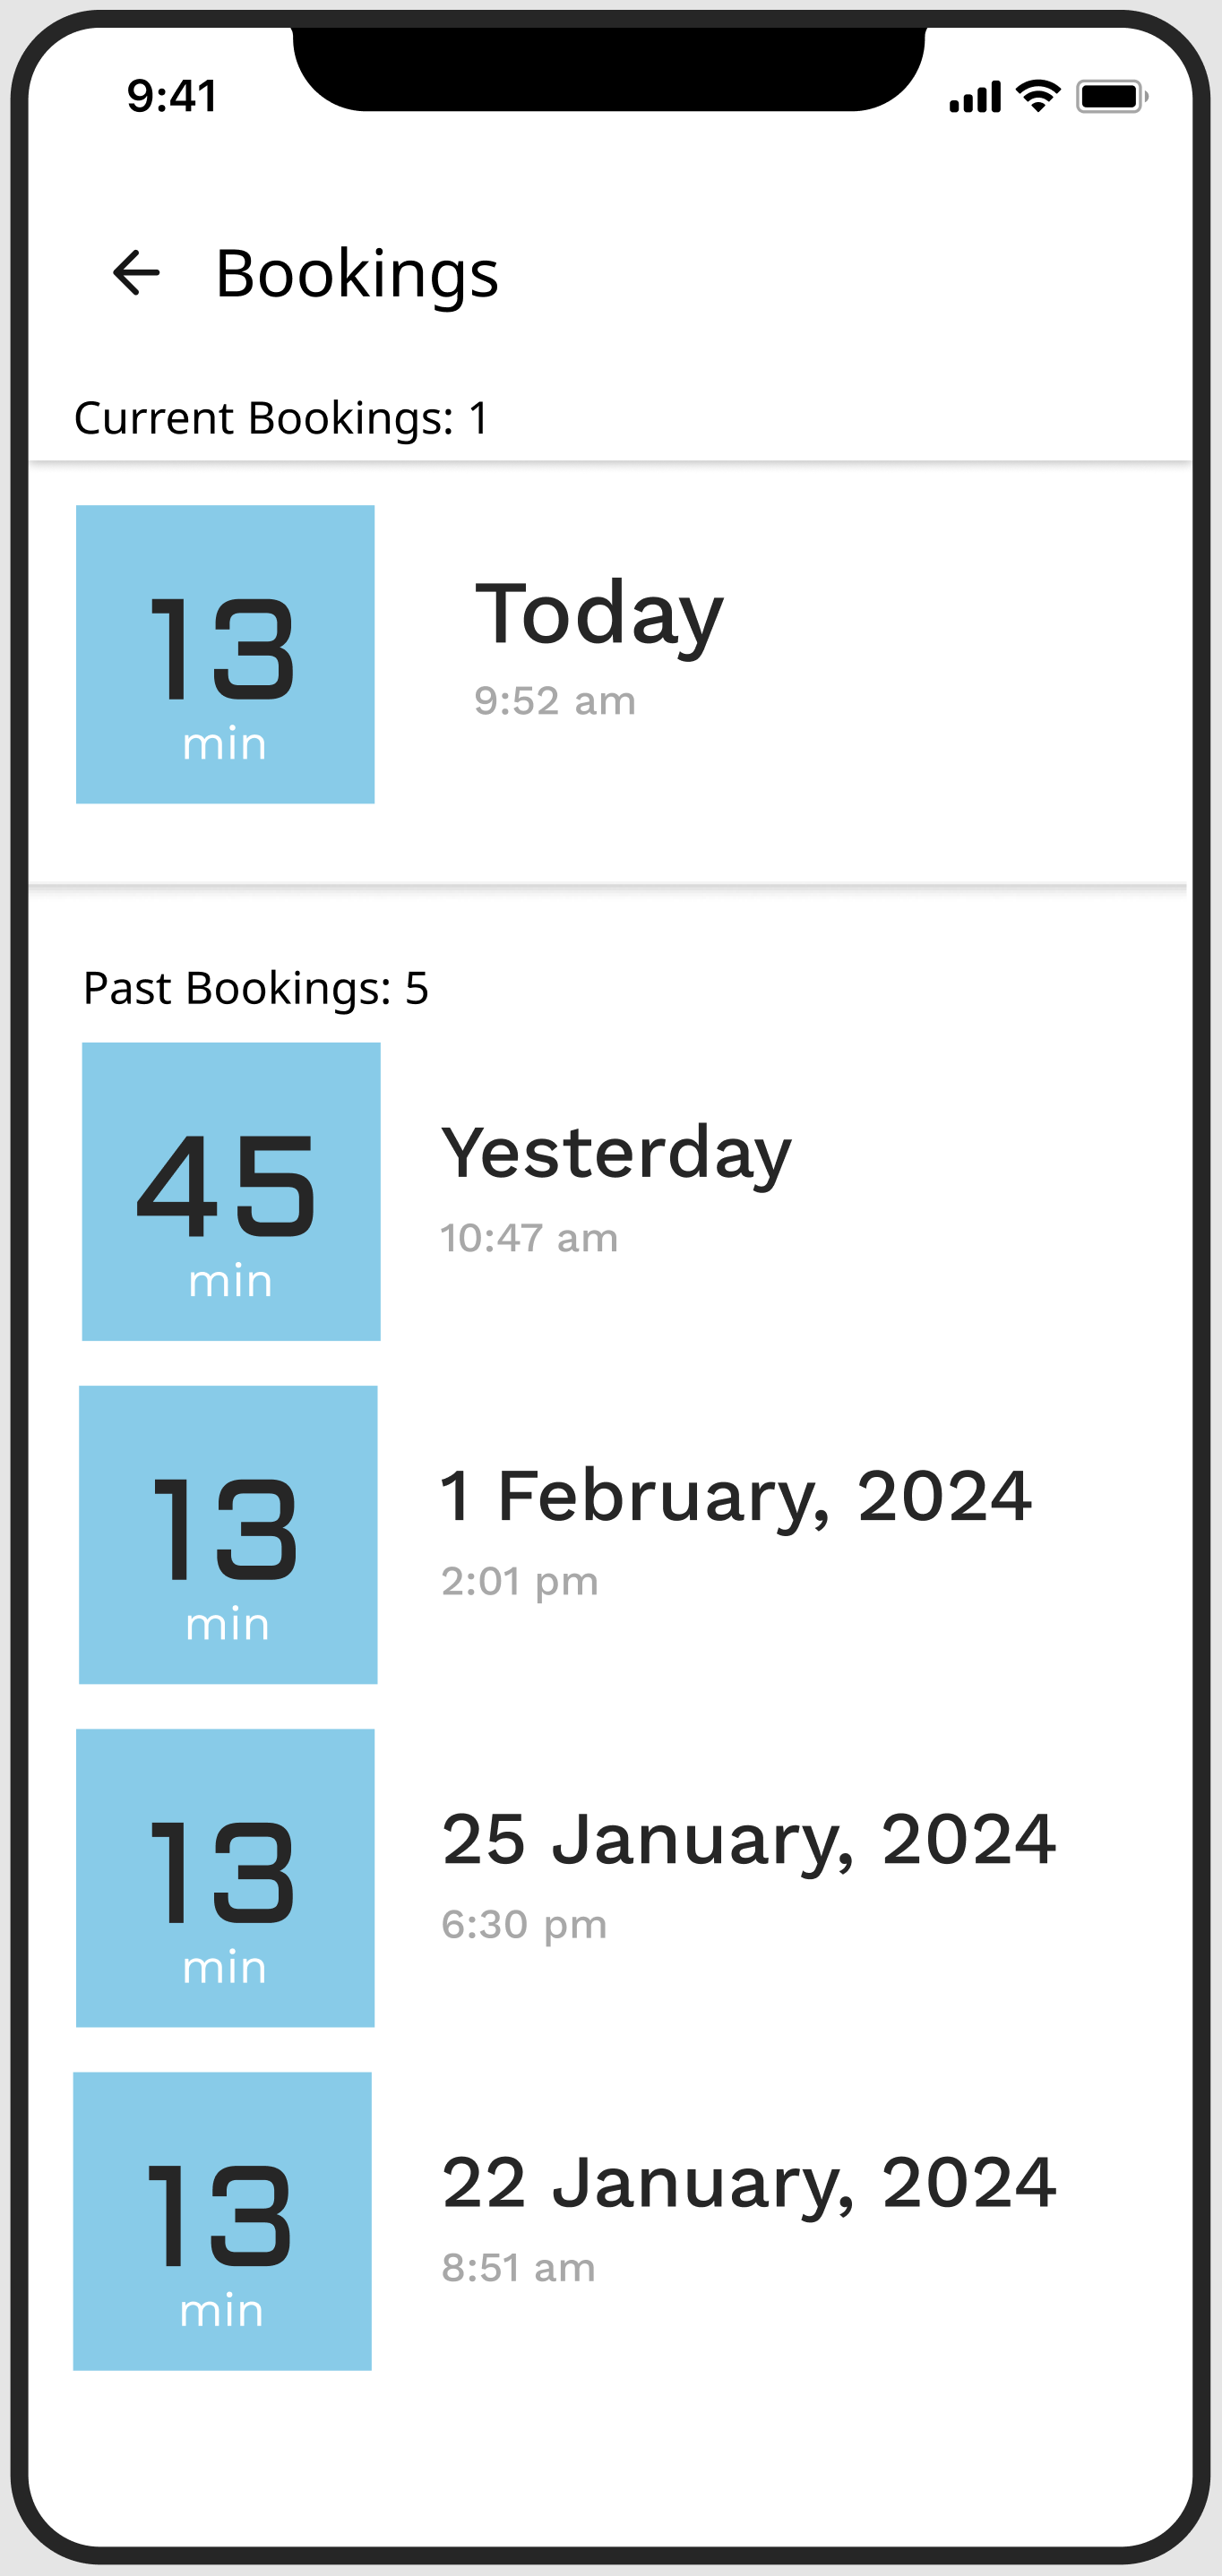 9:41
Bookings
Current Bookings: 1
13
min
Today
9:52 am
Past Bookings: 5
45
min
Yesterday
10:47 am
13
min
1 February, 2024
2:01 pm
13
min
25 January, 2024
6:30 pm
13
min
22 January, 2024
8:51 am